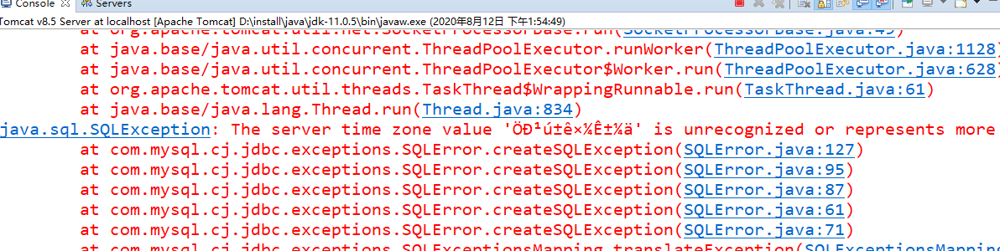 Console Servers
Tomcat v8.5 Server at localhost [Apache Tomcat] D:\install\java\jdk-11.0.5\bin\javaw.exe (2020年8月12日 下午1:54:49)
at org.apache.tomcat.util.net.SocketProcessorBase.run(SocketProcessorBase.java:49)
at java.base/java.util.concurrent.ThreadPoolExecutor.runWorker(ThreadPoolExecutor.java:1128)
at java.base/java.util.concurrent.ThreadPoolExecutor$Worker.run(ThreadPoolExecutor.java:628)
at org.apache.tomcat.util.threads.TaskThread$WrappingRunnable.run(TaskThread.java:61)
at java.base/java.lang.Thread.run(Thread.java:834)
java.sql.SQLException: The server time zone value 'ÖÐ¹ú±ê×¼Ê±¼ä' is unrecognized or represents more
at com.mysql.cj.jdbc.exceptions.SQLError.createSQLException(SQLError.java:127)
at com.mysql.cj.jdbc.exceptions.SQLError.createSQLException(SQLError.java:95)
at com.mysql.cj.jdbc.exceptions.SQLError.createSQLException(SQLError.java:87)
at com.mysql.cj.jdbc.exceptions.SQLError.createSQLException(SQLError.java:61)
at com.mysql.cj.jdbc.exceptions.SQLError.createSQLException(SQLError.java:71)
at com.mysql.cj.jdbc.exceptions.SQLExceptionsMapping.translateException(SQLExceptionsMapping